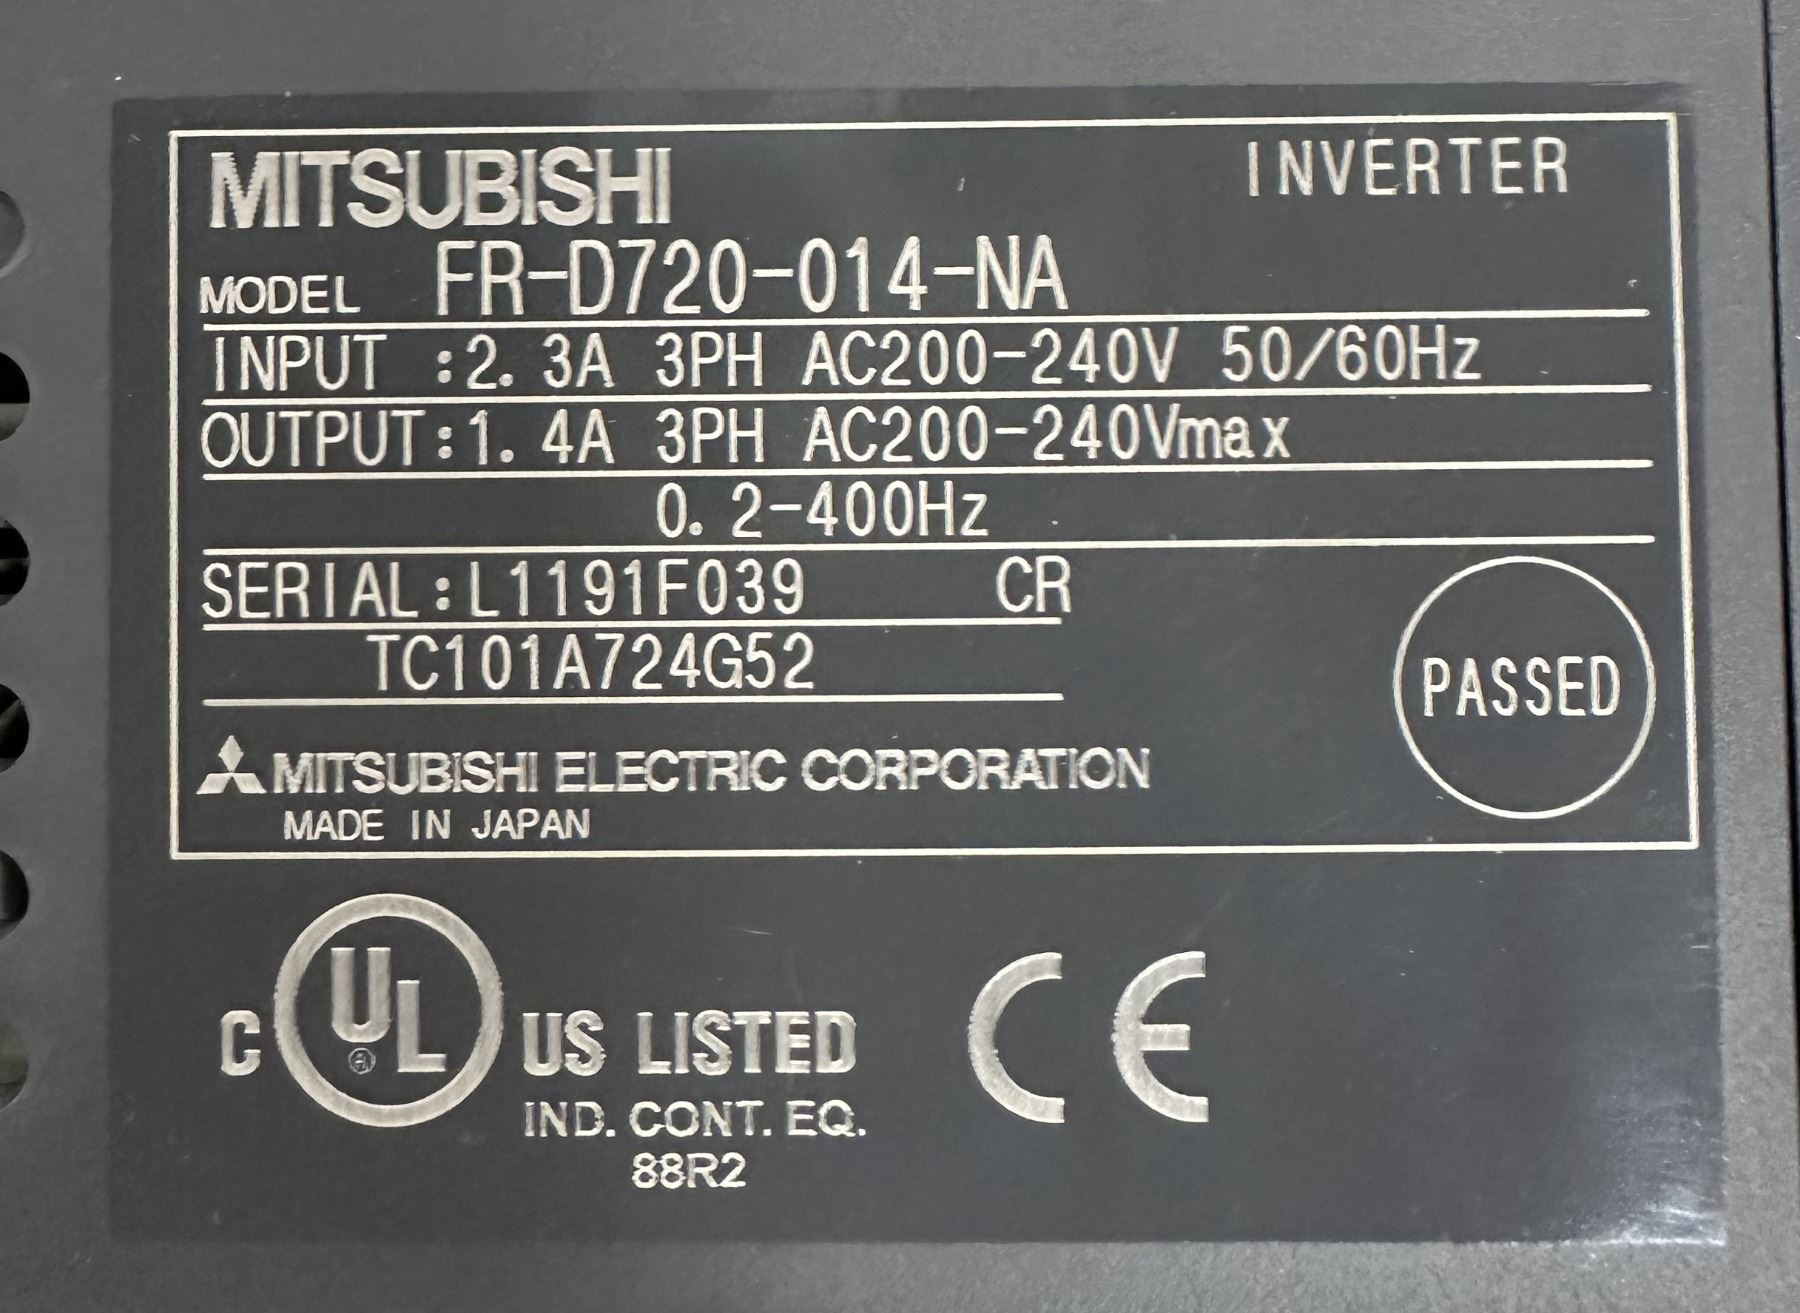 MITSUBISHI INVERTER
MODEL FR-D720-014-NA
INPUT :2.3A 3PH AC200-240V 50/60Hz
OUTPUT:1.4A 3PH AC200-240Vmax
0.2-400Hz
SERIAL:L1191F039 CR
TC101A724G52
PASSED
MITSUBISHI ELECTRIC CORPORATION
MADE IN JAPAN
C UL US LISTED CE
IND. CONT. EQ.
88R2